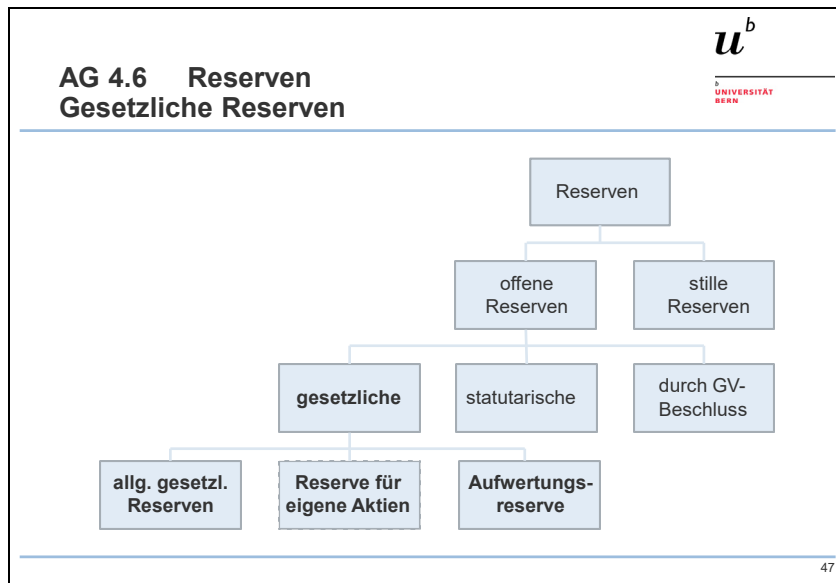 u^b
AG 4.6 Reserven
Gesetzliche Reserven
b
UNIVERSITÄT
BERN
Reserven
offene
Reserven
stille
Reserven
gesetzliche
statutarische
durch GV-
Beschluss
allg. gesetzl.
Reserven
Reserve für
eigene Aktien
Aufwertungs-
reserve
47